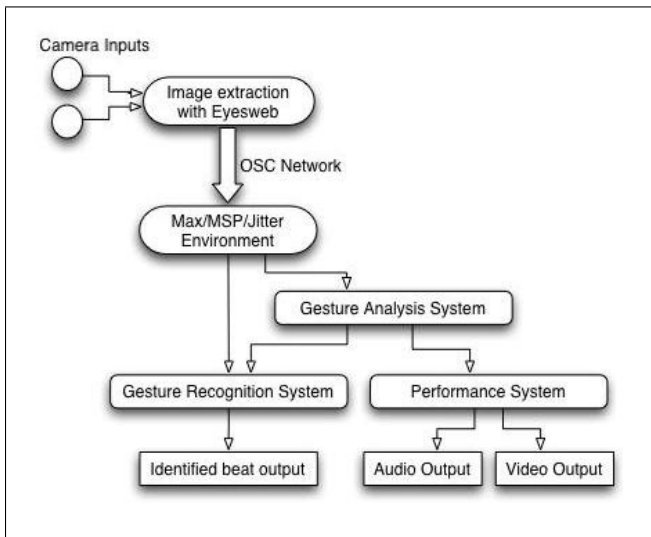 Camera Inputs
Image extraction
with Eyesweb
OSC Network
Max/MSP/Jitter
Environment
Gesture Analysis System
Gesture Recognition System
Performance System
Identified beat output
Audio Output
Video Output